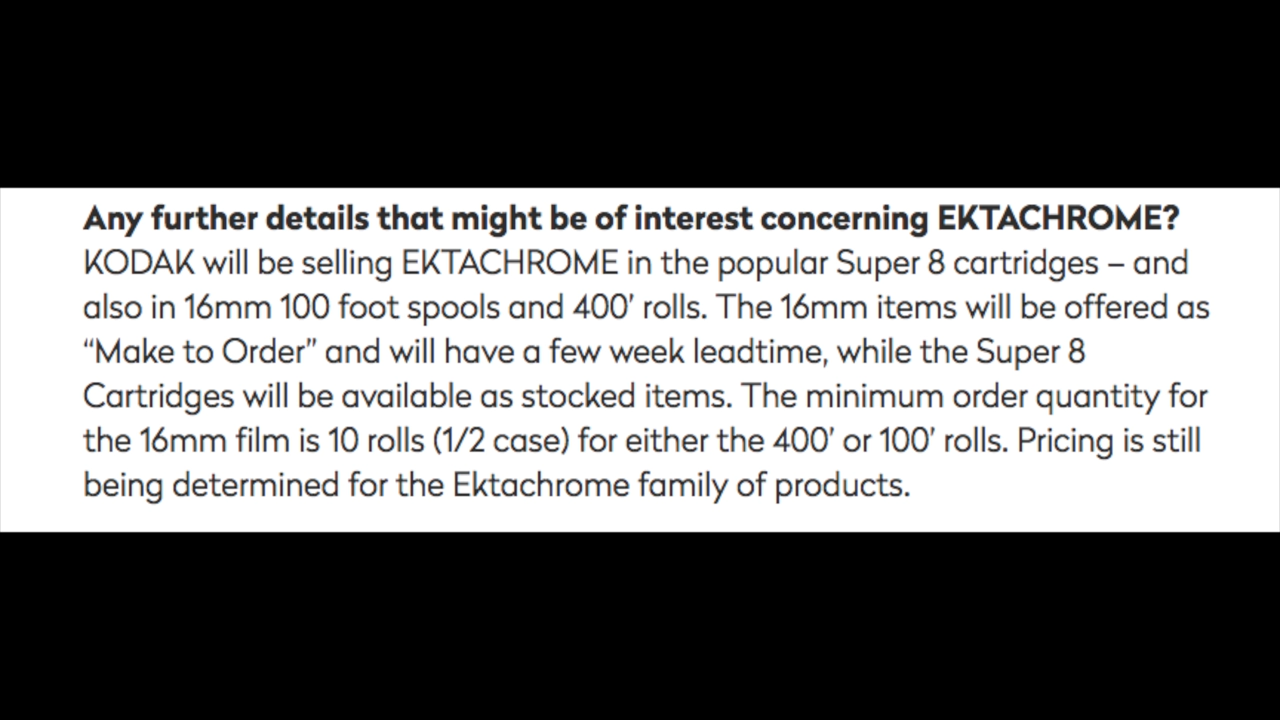 Any further details that might be of interest concerning EKTACHROME?
KODAK will be selling EKTACHROME in the popular Super 8 cartridges – and
also in 16mm 100 foot spools and 400’ rolls. The 16mm items will be offered as
“Make to Order” and will have a few week leadtime, while the Super 8
Cartridges will be available as stocked items. The minimum order quantity for
the 16mm film is 10 rolls (1/2 case) for either the 400’ or 100’ rolls. Pricing is still
being determined for the Ektachrome family of products.